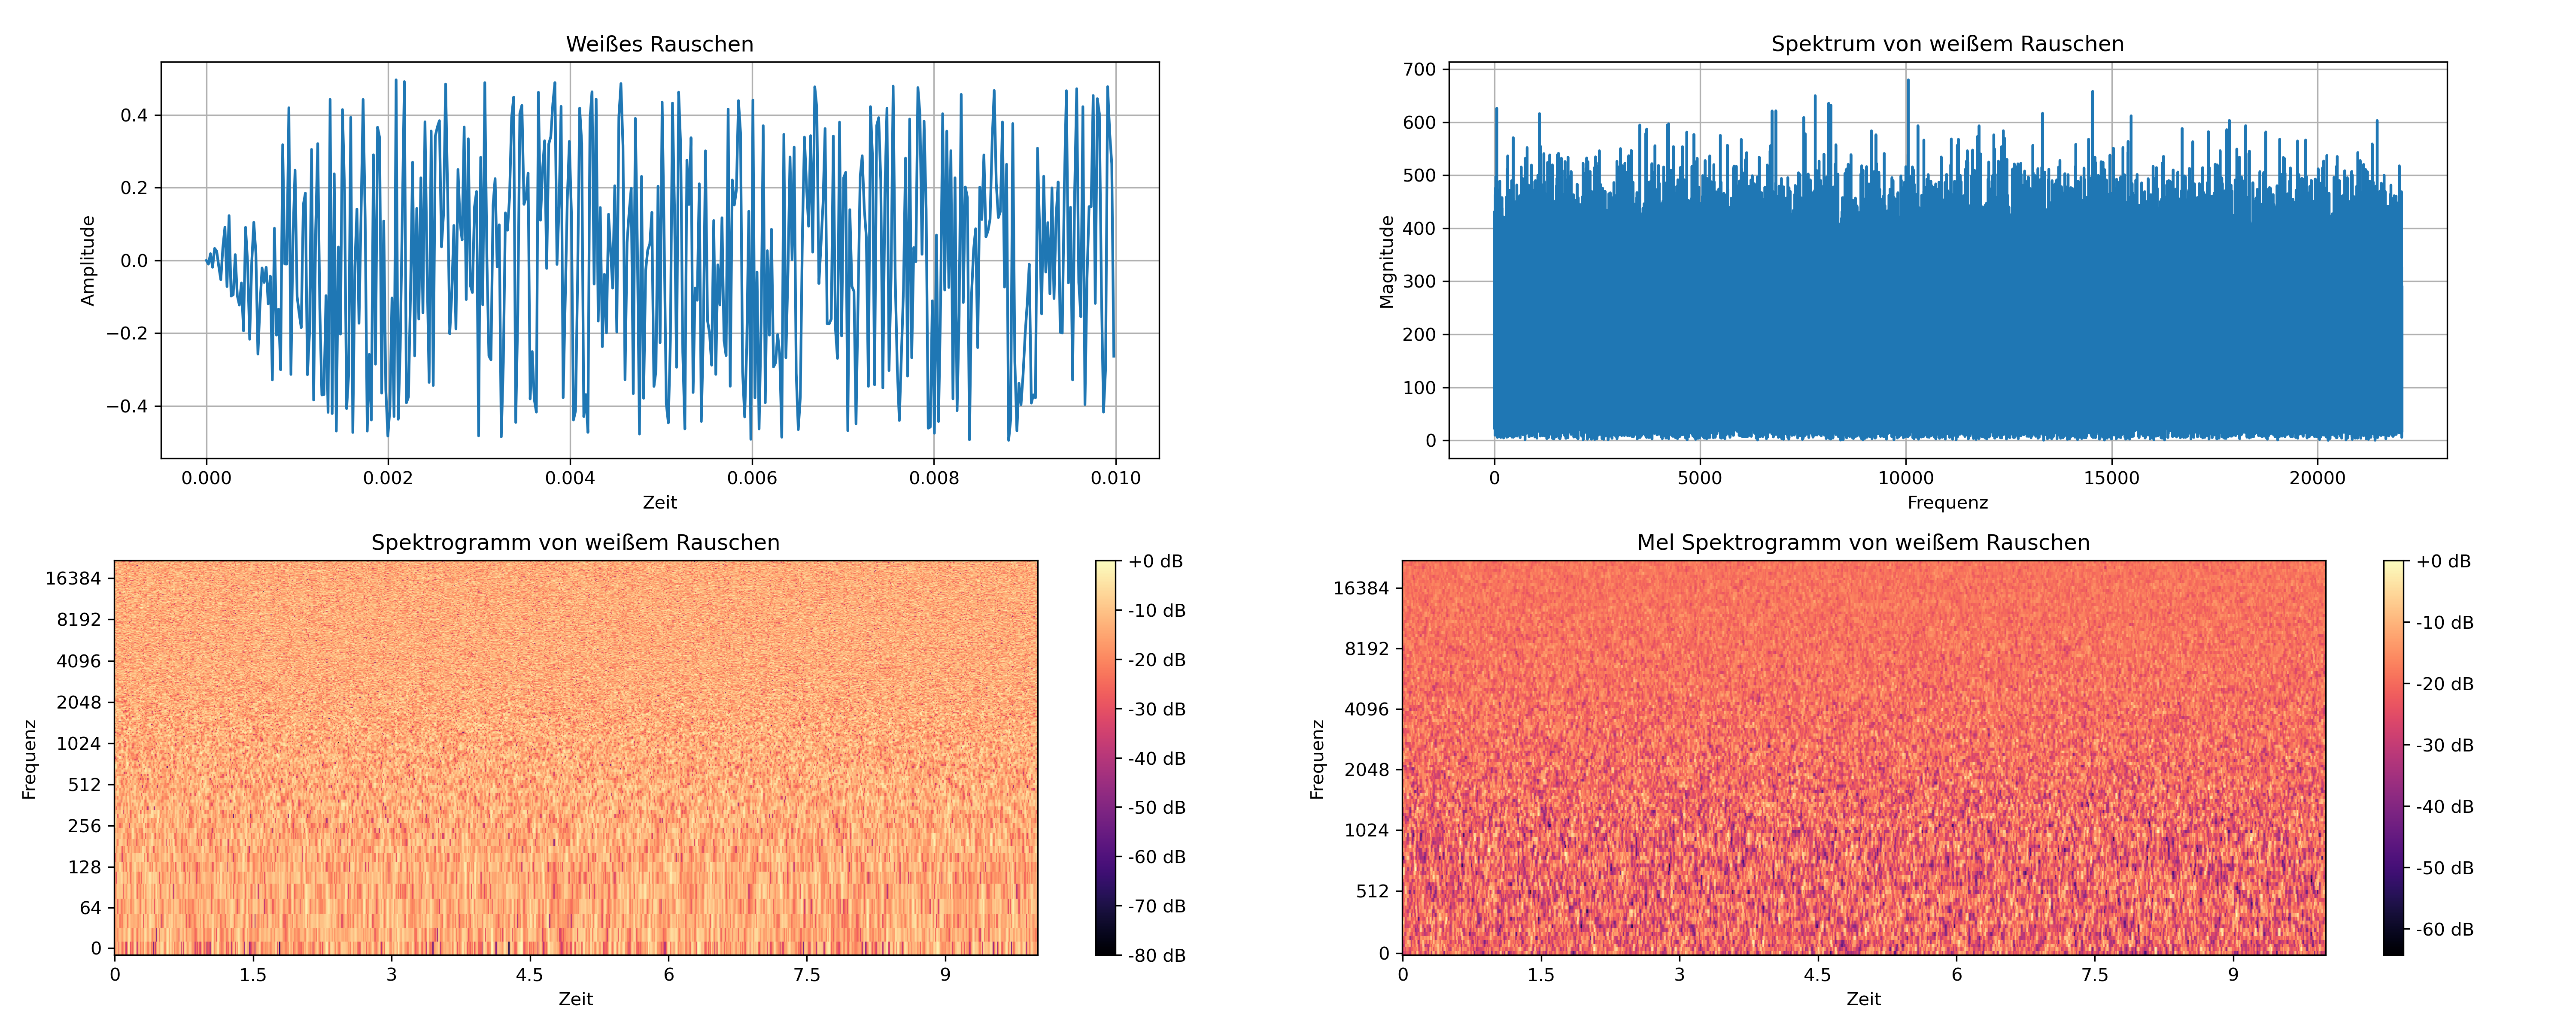 Weißes Rauschen
0.4
0.2
0.0
−0.2
−0.4
Amplitude
0.000 0.002 0.004 0.006 0.008 0.010
Zeit
Spektrum von weißem Rauschen
700
600
500
400
300
200
100
0
Magnitude
0 5000 10000 15000 20000
Frequenz
Spektrogramm von weißem Rauschen
16384
8192
4096
2048
1024
512
256
128
64
0
Frequenz
0 1.5 3 4.5 6 7.5 9
Zeit
+0 dB
-10 dB
-20 dB
-30 dB
-40 dB
-50 dB
-60 dB
-70 dB
-80 dB
Mel Spektrogramm von weißem Rauschen
16384
8192
4096
2048
1024
512
0
Frequenz
0 1.5 3 4.5 6 7.5 9
Zeit
+0 dB
-10 dB
-20 dB
-30 dB
-40 dB
-50 dB
-60 dB